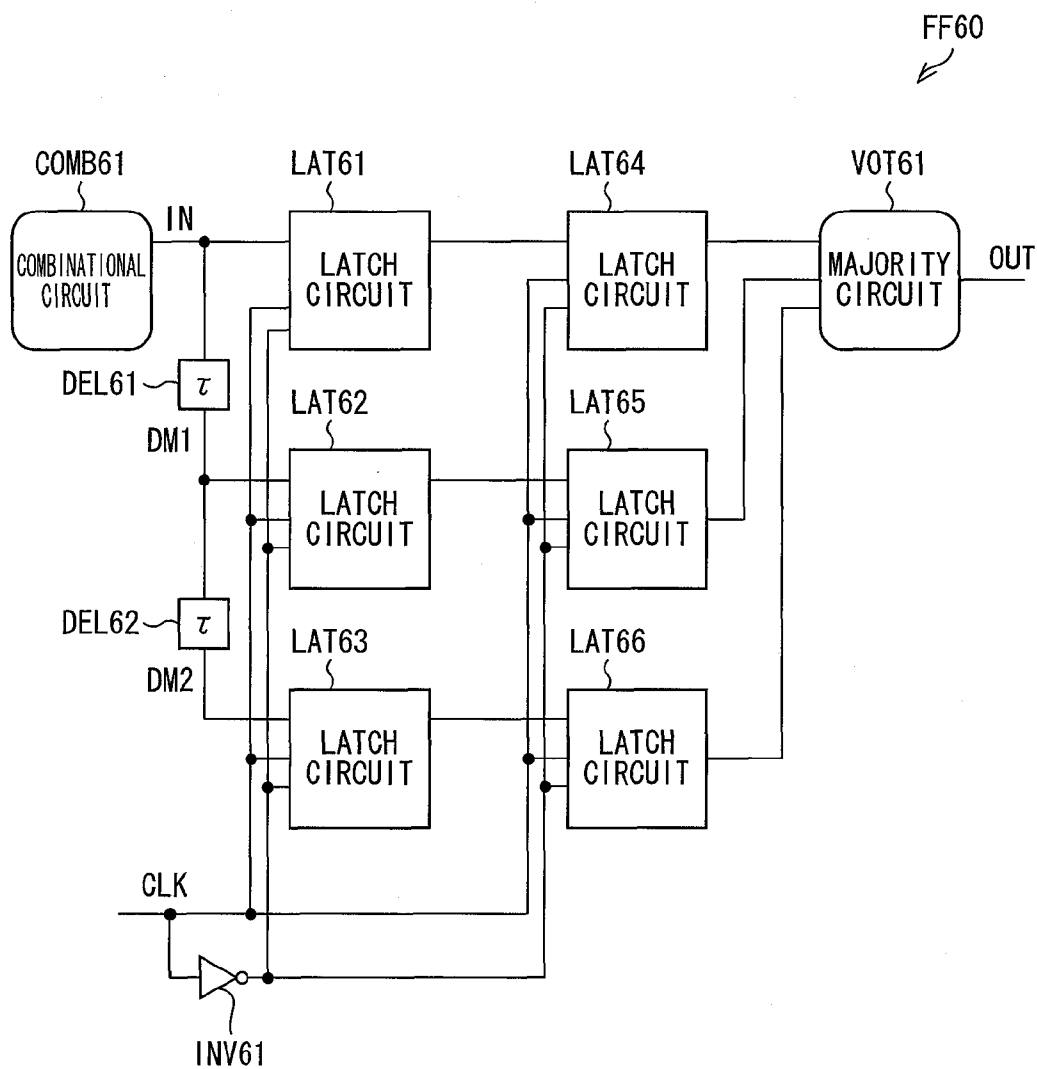 FF60
COMB61
LAT61
LAT64
VOT61
IN
COMBINATIONAL
CIRCUIT
LATCH
CIRCUIT
LATCH
CIRCUIT
MAJORITY
CIRCUIT
OUT
DEL61
τ
LAT62
LAT65
DM1
LATCH
CIRCUIT
LATCH
CIRCUIT
DEL62
τ
LAT63
LAT66
DM2
LATCH
CIRCUIT
LATCH
CIRCUIT
CLK
INV61